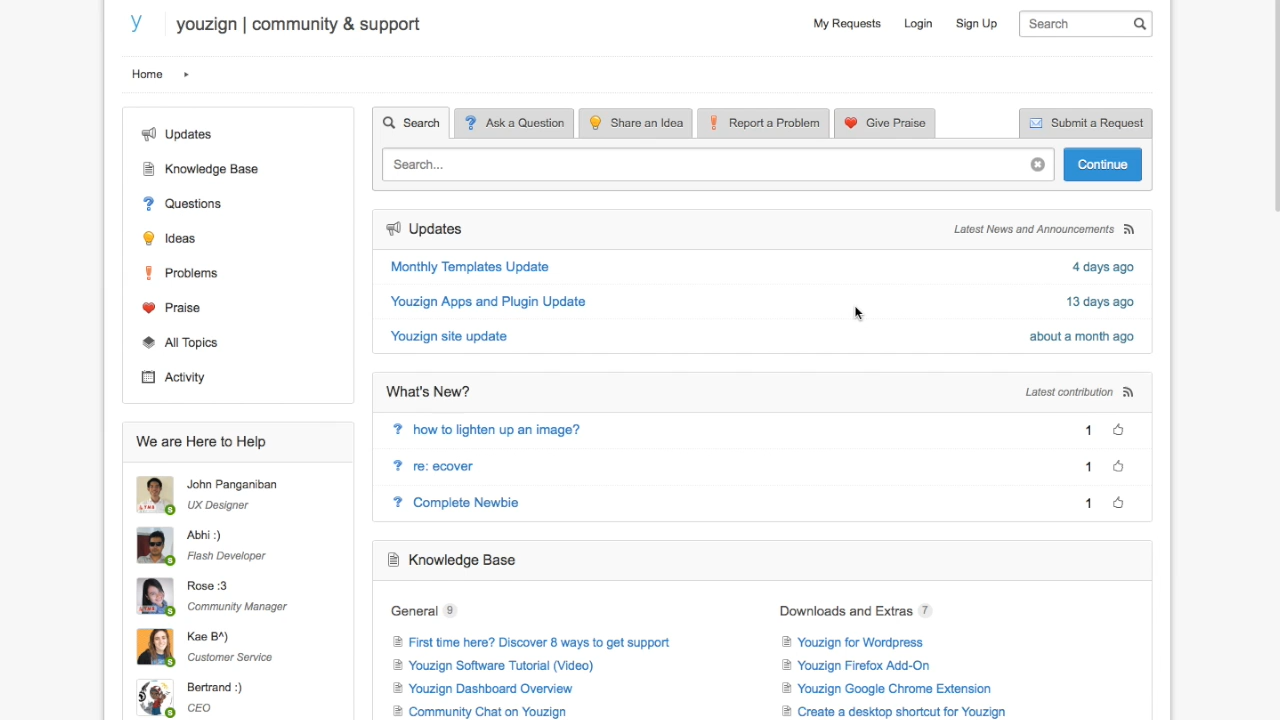 y youzign | community & support My Requests Login Sign Up Search
Home
Updates
Knowledge Base
Questions
Ideas
Problems
Praise
All Topics
Activity
We are Here to Help
John Panganiban
UX Designer
Abhi :)
Flash Developer
Rose :3
Community Manager
Kae B^)
Customer Service
Bertrand :)
CEO
Search Ask a Question Share an Idea Report a Problem Give Praise Submit a Request
Search... Continue
Updates Latest News and Announcements
Monthly Templates Update 4 days ago
Youzign Apps and Plugin Update 13 days ago
Youzign site update about a month ago
What's New? Latest contribution
how to lighten up an image? 1
re: ecover 1
Complete Newbie 1
Knowledge Base
General 9
First time here? Discover 8 ways to get support
Youzign Software Tutorial (Video)
Youzign Dashboard Overview
Community Chat on Youzign
Downloads and Extras 7
Youzign for Wordpress
Youzign Firefox Add-On
Youzign Google Chrome Extension
Create a desktop shortcut for Youzign